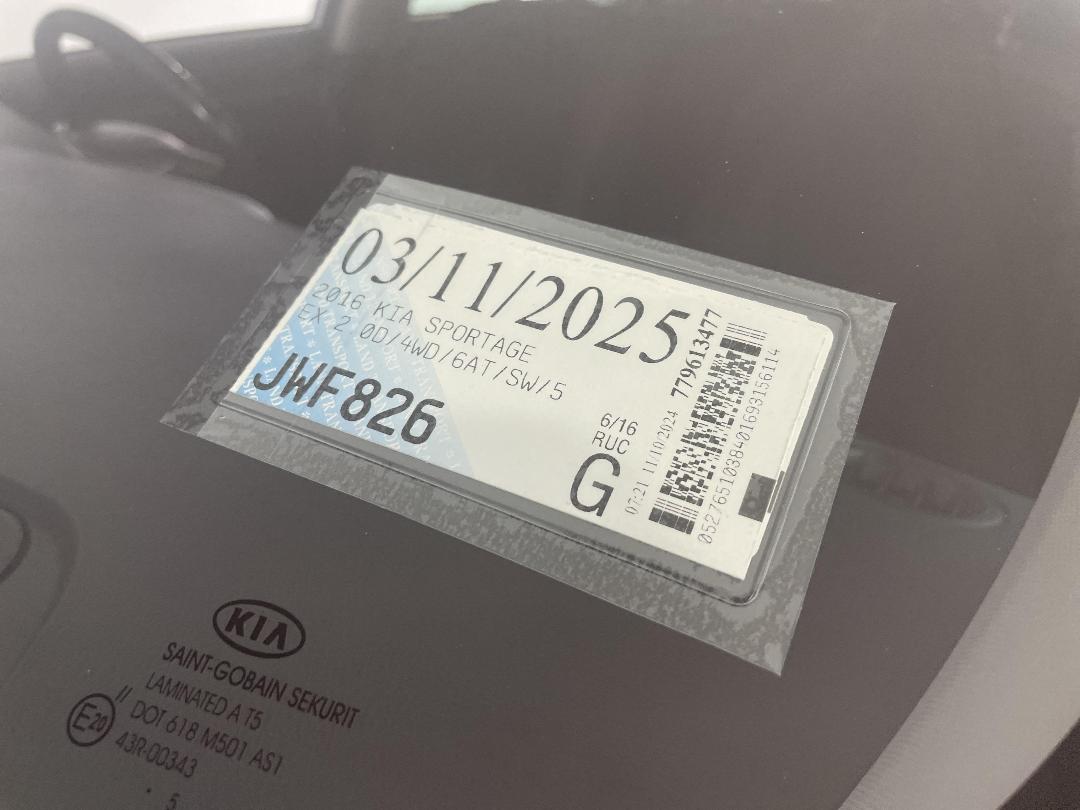 03/11/2025
2016 KIA SPORTAGE
EX 2 0D/4WD/6AT/SW/5
JWF826
6/16
RUC
G
07:21 11/10/2024 779613477
0527651038401693156114
KIA
SAINT-GOBAIN SEKURIT
LAMINATED A T5
DOT 618 M501 AS1
43R-00343
E20
//
. 5